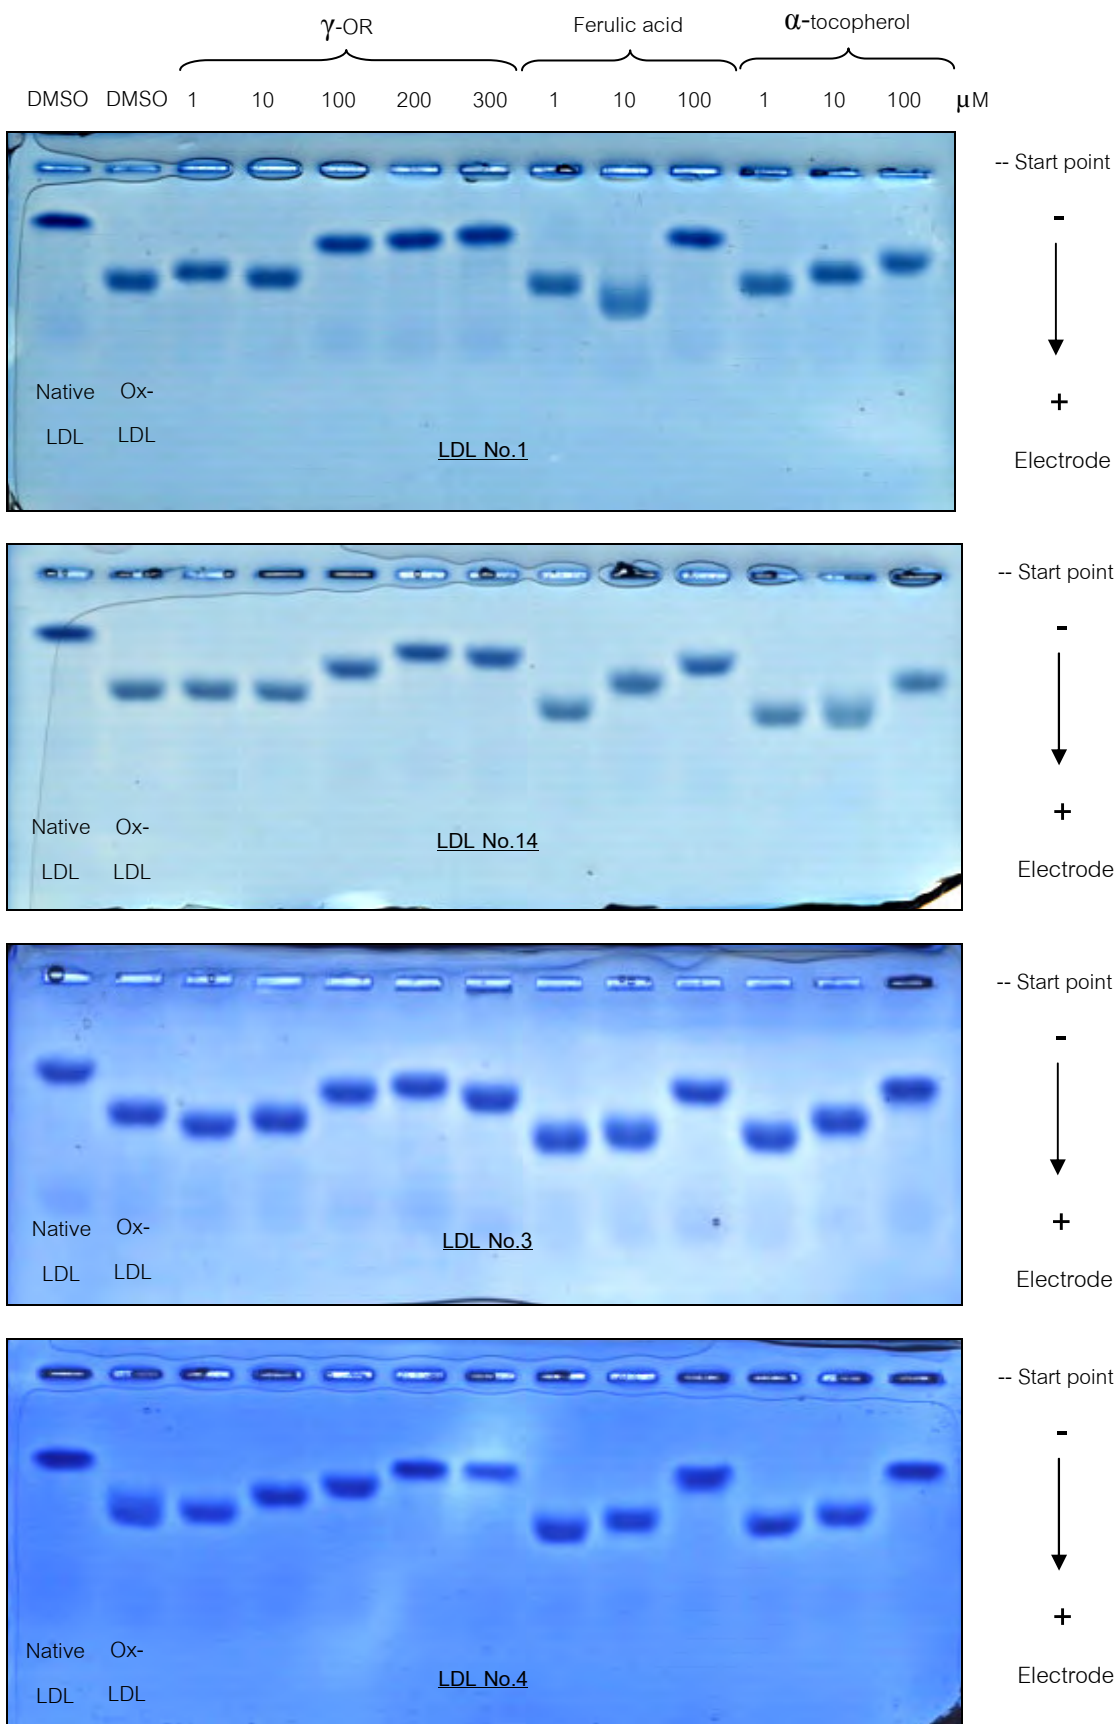 γ-OR Ferulic acid α-tocopherol
DMSO DMSO 1 10 100 200 300 1 10 100 1 10 100 μM
-- Start point
-
+
Electrode
Native Ox-
LDL LDL
LDL No.1
-- Start point
-
+
Electrode
Native Ox-
LDL LDL
LDL No.14
-- Start point
-
+
Electrode
Native Ox-
LDL LDL
LDL No.3
-- Start point
-
+
Electrode
Native Ox-
LDL LDL
LDL No.4